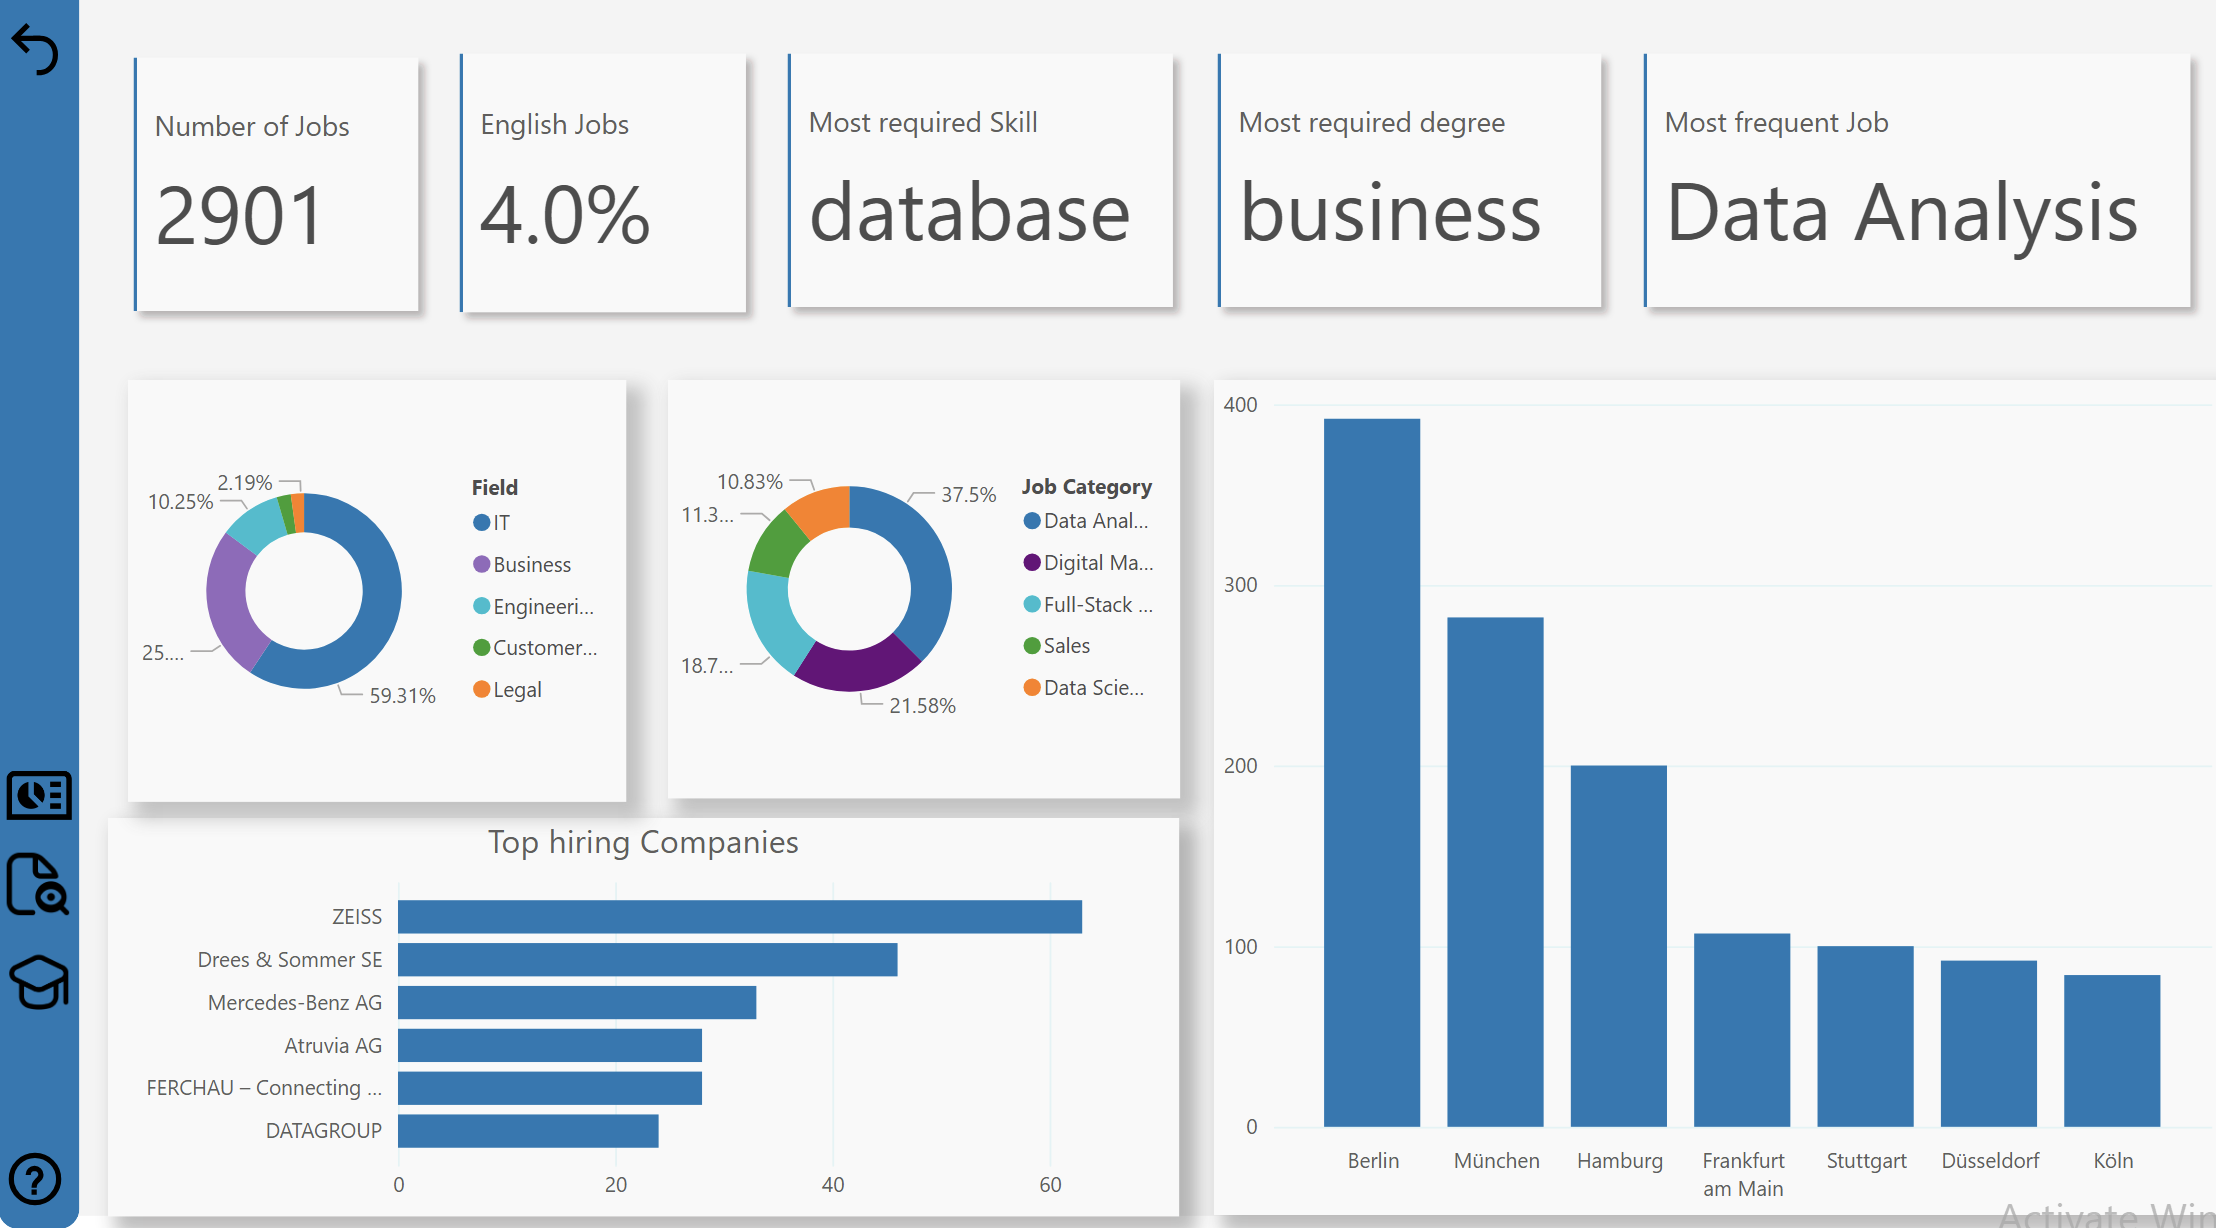 Number of Jobs
2901
English Jobs
4.0%
Most required Skill
database
Most required degree
business
Most frequent Job
Data Analysis
2.19%
10.25%
25....
59.31%
Field
IT
Business
Engineeri...
Customer...
Legal
10.83%
11.3...
18.7...
37.5%
21.58%
Job Category
Data Anal...
Digital Ma...
Full-Stack ...
Sales
Data Scie...
400
300
200
100
0
Berlin
München
Hamburg
Frankfurt
am Main
Stuttgart
Düsseldorf
Köln
Top hiring Companies
ZEISS
Drees & Sommer SE
Mercedes-Benz AG
Atruvia AG
FERCHAU – Connecting ...
DATAGROUP
0 20 40 60
?
Activate Win